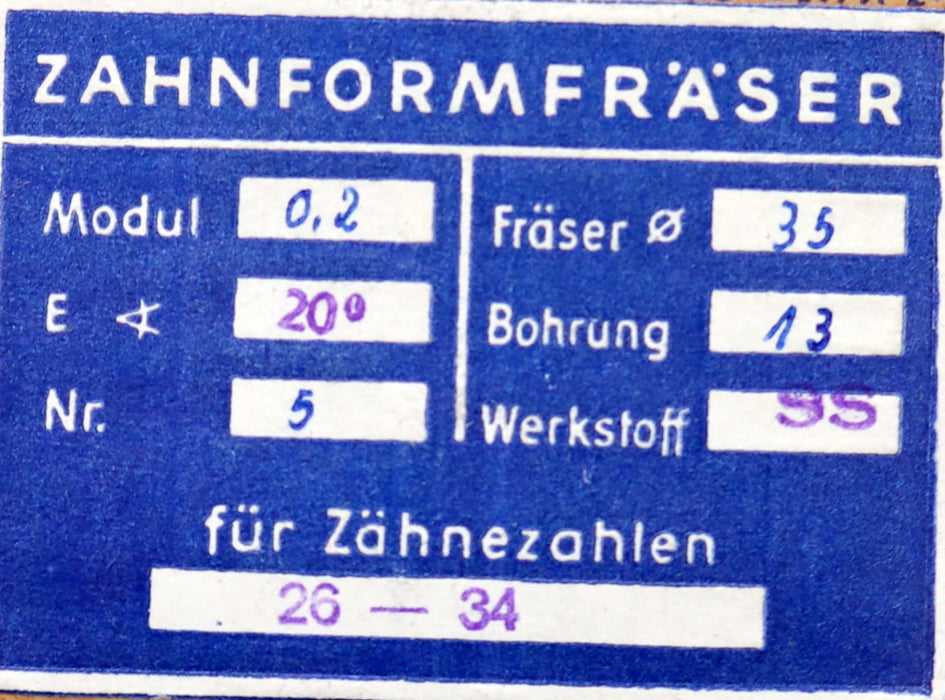 ZAHNFORMFRÄSER
Modul 0,2
E ∢ 20°
Nr. 5
Fräser Ø 35
Bohrung 13
Werkstoff SS
für Zähnezahlen
26 — 34